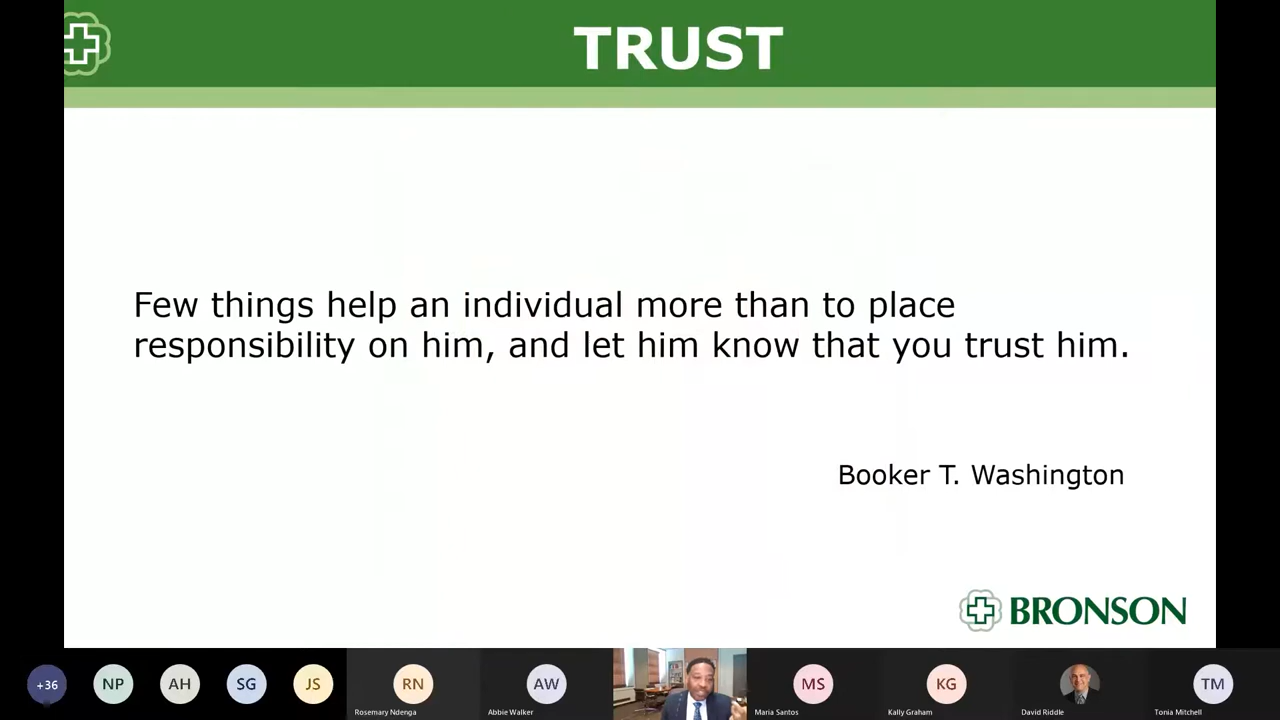 TRUST
Few things help an individual more than to place
responsibility on him, and let him know that you trust him.
Booker T. Washington
BRONSON
+36
NP
AH
SG
JS
RN
Rosemary Ndenga
AW
Abbie Walker
MS
Maria Santos
KG
Kally Graham
David Riddle
TM
Tonia Mitchell